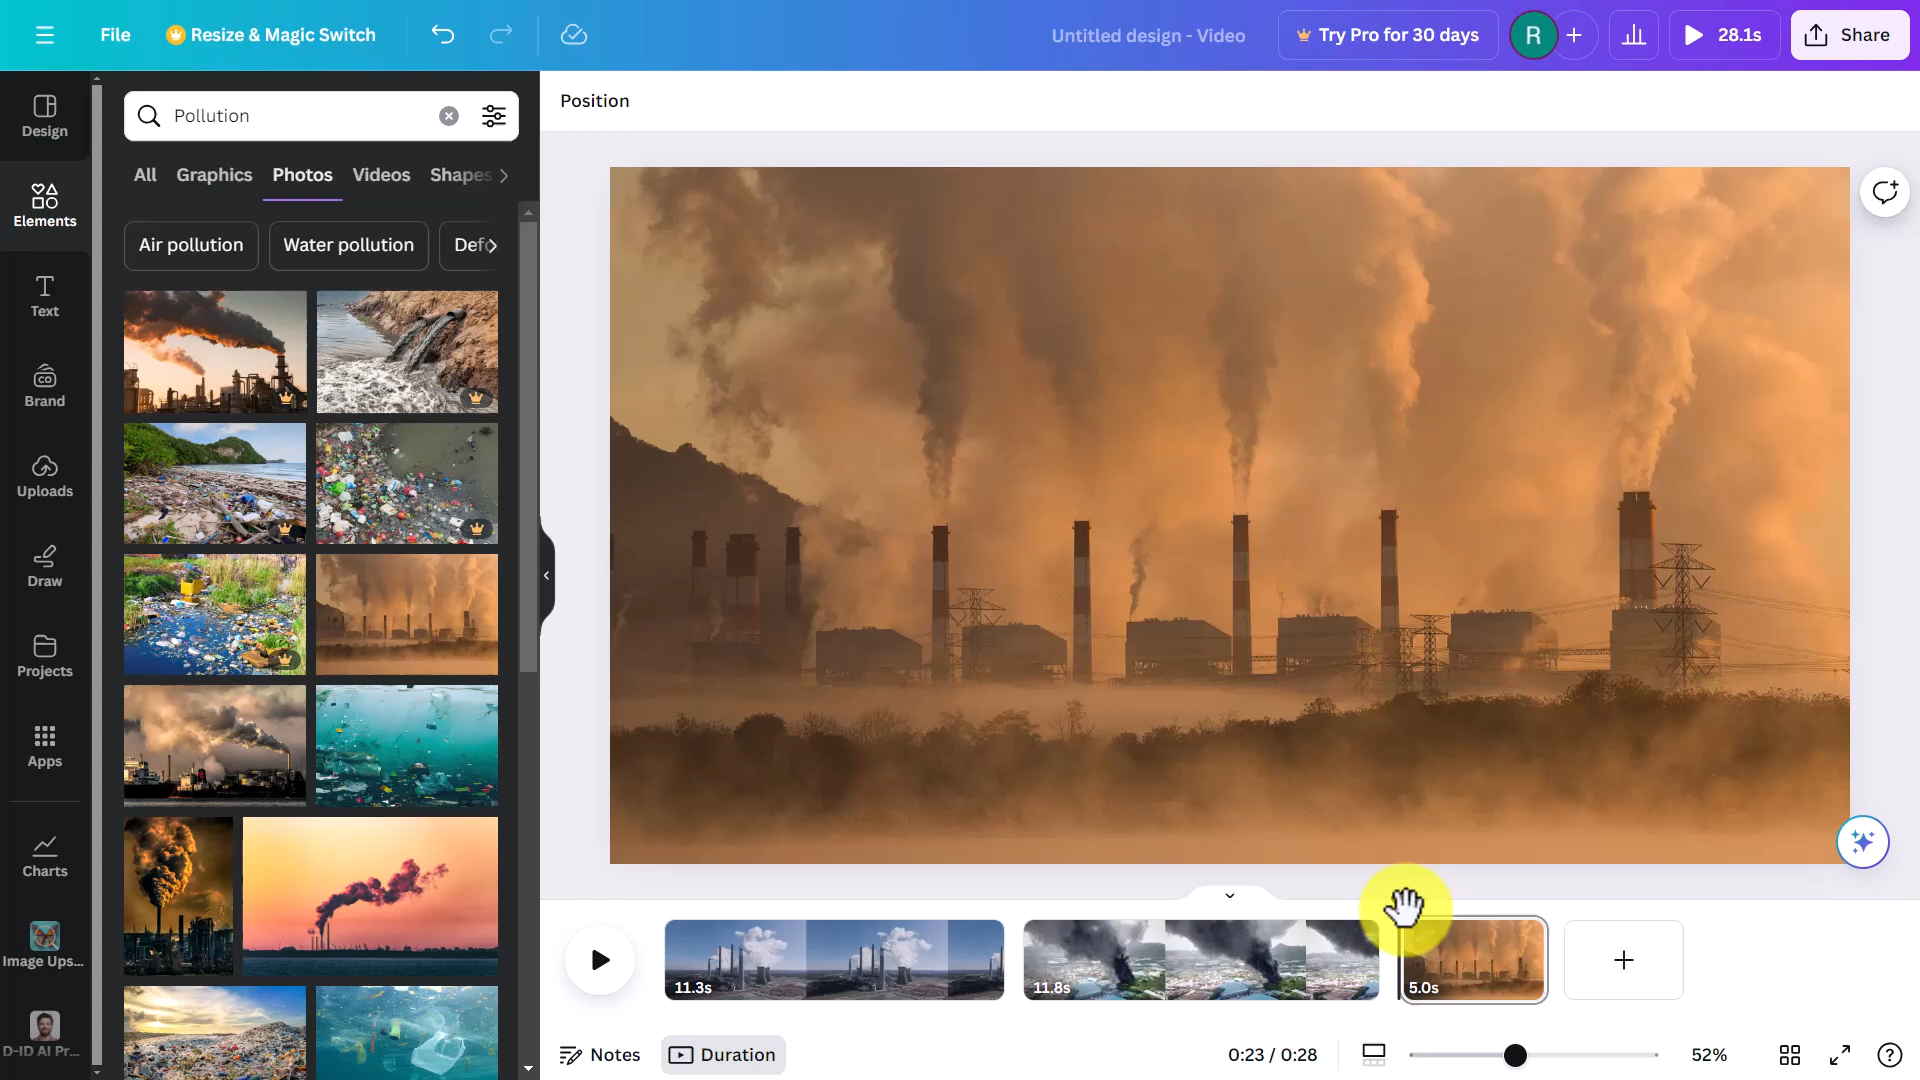 File
Resize & Magic Switch
Untitled design - Video
Try Pro for 30 days
R
28.1s
Share
Design
Elements
Text
Brand
Uploads
Draw
Projects
Apps
Charts
Image Ups...
D-ID AI Pr...
Pollution
All Graphics Photos Videos Shapes
Air pollution
Water pollution
Position
11.3s
11.8s
5.0s
Notes
Duration
0:23 / 0:28
52%